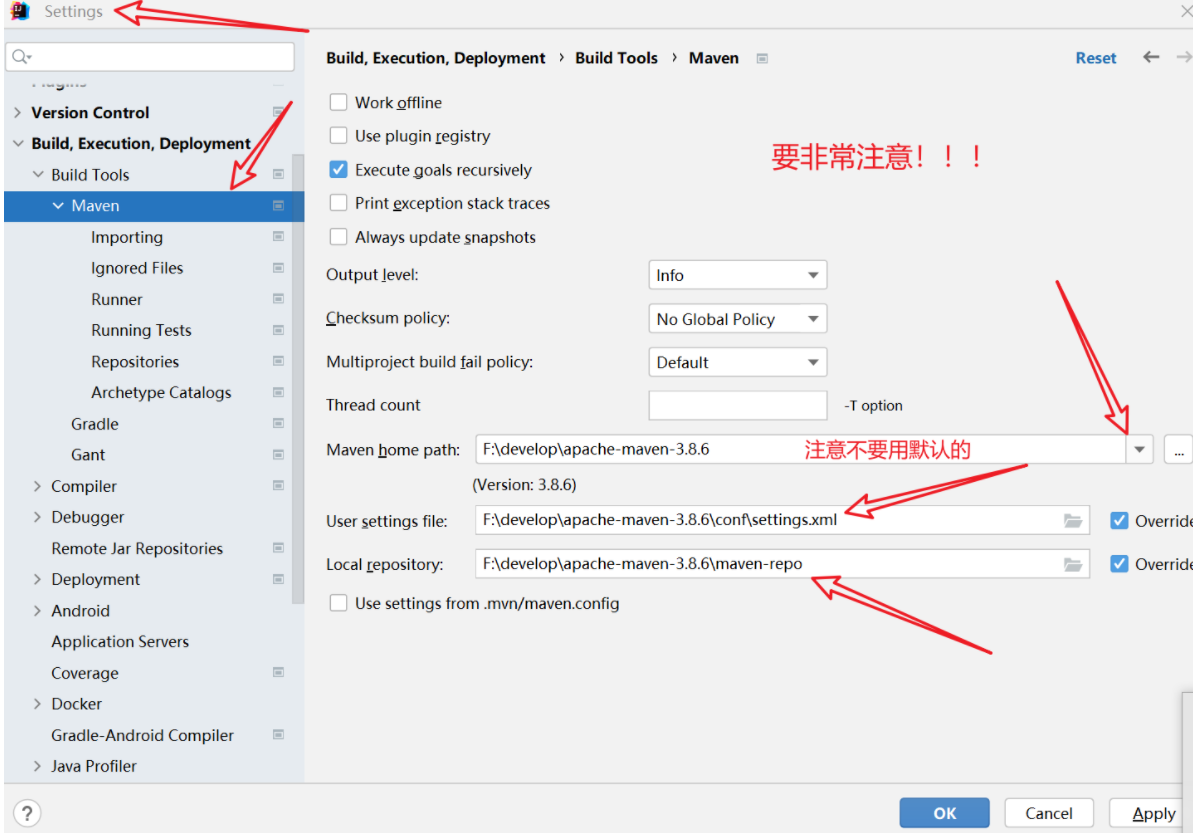 Settings
Build, Execution, Deployment › Build Tools › Maven
Reset
Version Control
Build, Execution, Deployment
Build Tools
Maven
Importing
Ignored Files
Runner
Running Tests
Repositories
Archetype Catalogs
Gradle
Gant
Compiler
Debugger
Remote Jar Repositories
Deployment
Android
Application Servers
Coverage
Docker
Gradle-Android Compiler
Java Profiler
Work offline
Use plugin registry
要非常注意！！！
Execute goals recursively
Print exception stack traces
Always update snapshots
Output level: Info
Checksum policy: No Global Policy
Multiproject build fail policy: Default
Thread count -T option
Maven home path: F:\develop\apache-maven-3.8.6 注意不要用默认的 ...
(Version: 3.8.6)
User settings file: F:\develop\apache-maven-3.8.6\conf\settings.xml Override
Local repository: F:\develop\apache-maven-3.8.6\maven-repo Override
Use settings from .mvn/maven.config
? OK Cancel Apply